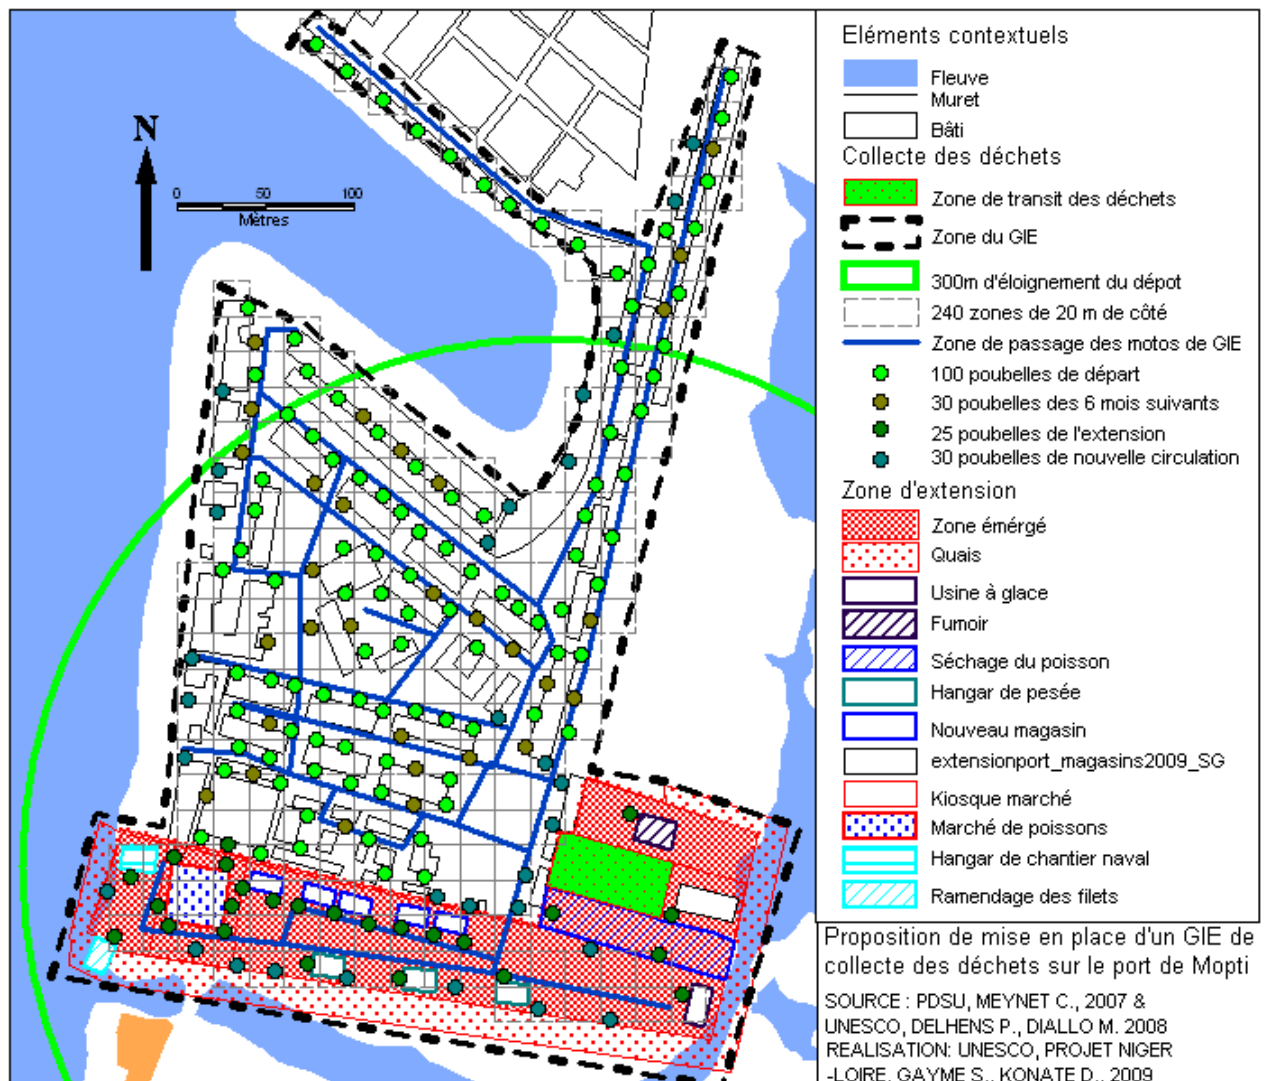 N
0 50 100
Mètres
Eléments contextuels
Fleuve
Muret
Bâti
Collecte des déchets
Zone de transit des déchets
Zone du GIE
300m d'éloignement du dépot
240 zones de 20 m de côté
Zone de passage des motos de GIE
100 poubelles de départ
30 poubelles des 6 mois suivants
25 poubelles de l'extension
30 poubelles de nouvelle circulation
Zone d'extension
Zone émérgé
Quais
Usine à glace
Fumoir
Séchage du poisson
Hangar de pesée
Nouveau magasin
extensionport_magasins2009_SG
Kiosque marché
Marché de poissons
Hangar de chantier naval
Ramendage des filets
Proposition de mise en place d'un GIE de
collecte des déchets sur le port de Mopti
SOURCE : PDSU, MEYNET C., 2007 &
UNESCO, DELHENS P., DIALLO M. 2008
REALISATION: UNESCO, PROJET NIGER
-LOIRE, GAYME S., KONATE D., 2009